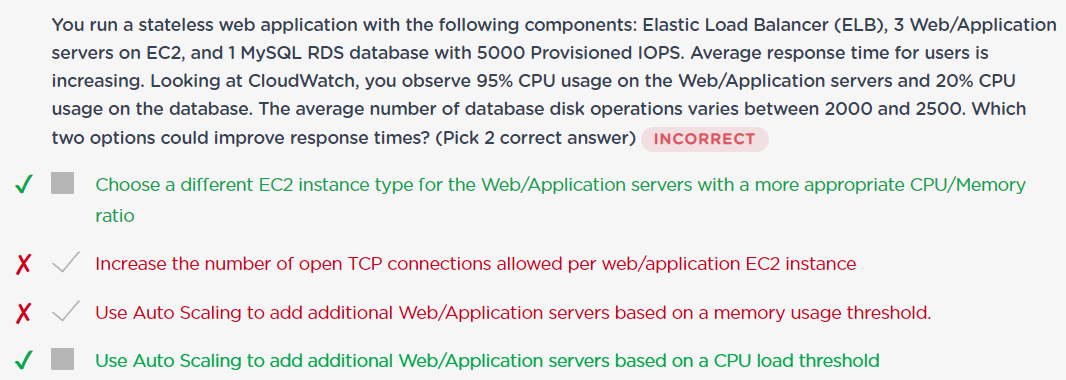 You run a stateless web application with the following components: Elastic Load Balancer (ELB), 3 Web/Application
servers on EC2, and 1 MySQL RDS database with 5000 Provisioned IOPS. Average response time for users is
increasing. Looking at CloudWatch, you observe 95% CPU usage on the Web/Application servers and 20% CPU
usage on the database. The average number of database disk operations varies between 2000 and 2500. Which
two options could improve response times? (Pick 2 correct answer) INCORRECT
Choose a different EC2 instance type for the Web/Application servers with a more appropriate CPU/Memory
ratio
Increase the number of open TCP connections allowed per web/application EC2 instance
Use Auto Scaling to add additional Web/Application servers based on a memory usage threshold.
Use Auto Scaling to add additional Web/Application servers based on a CPU load threshold